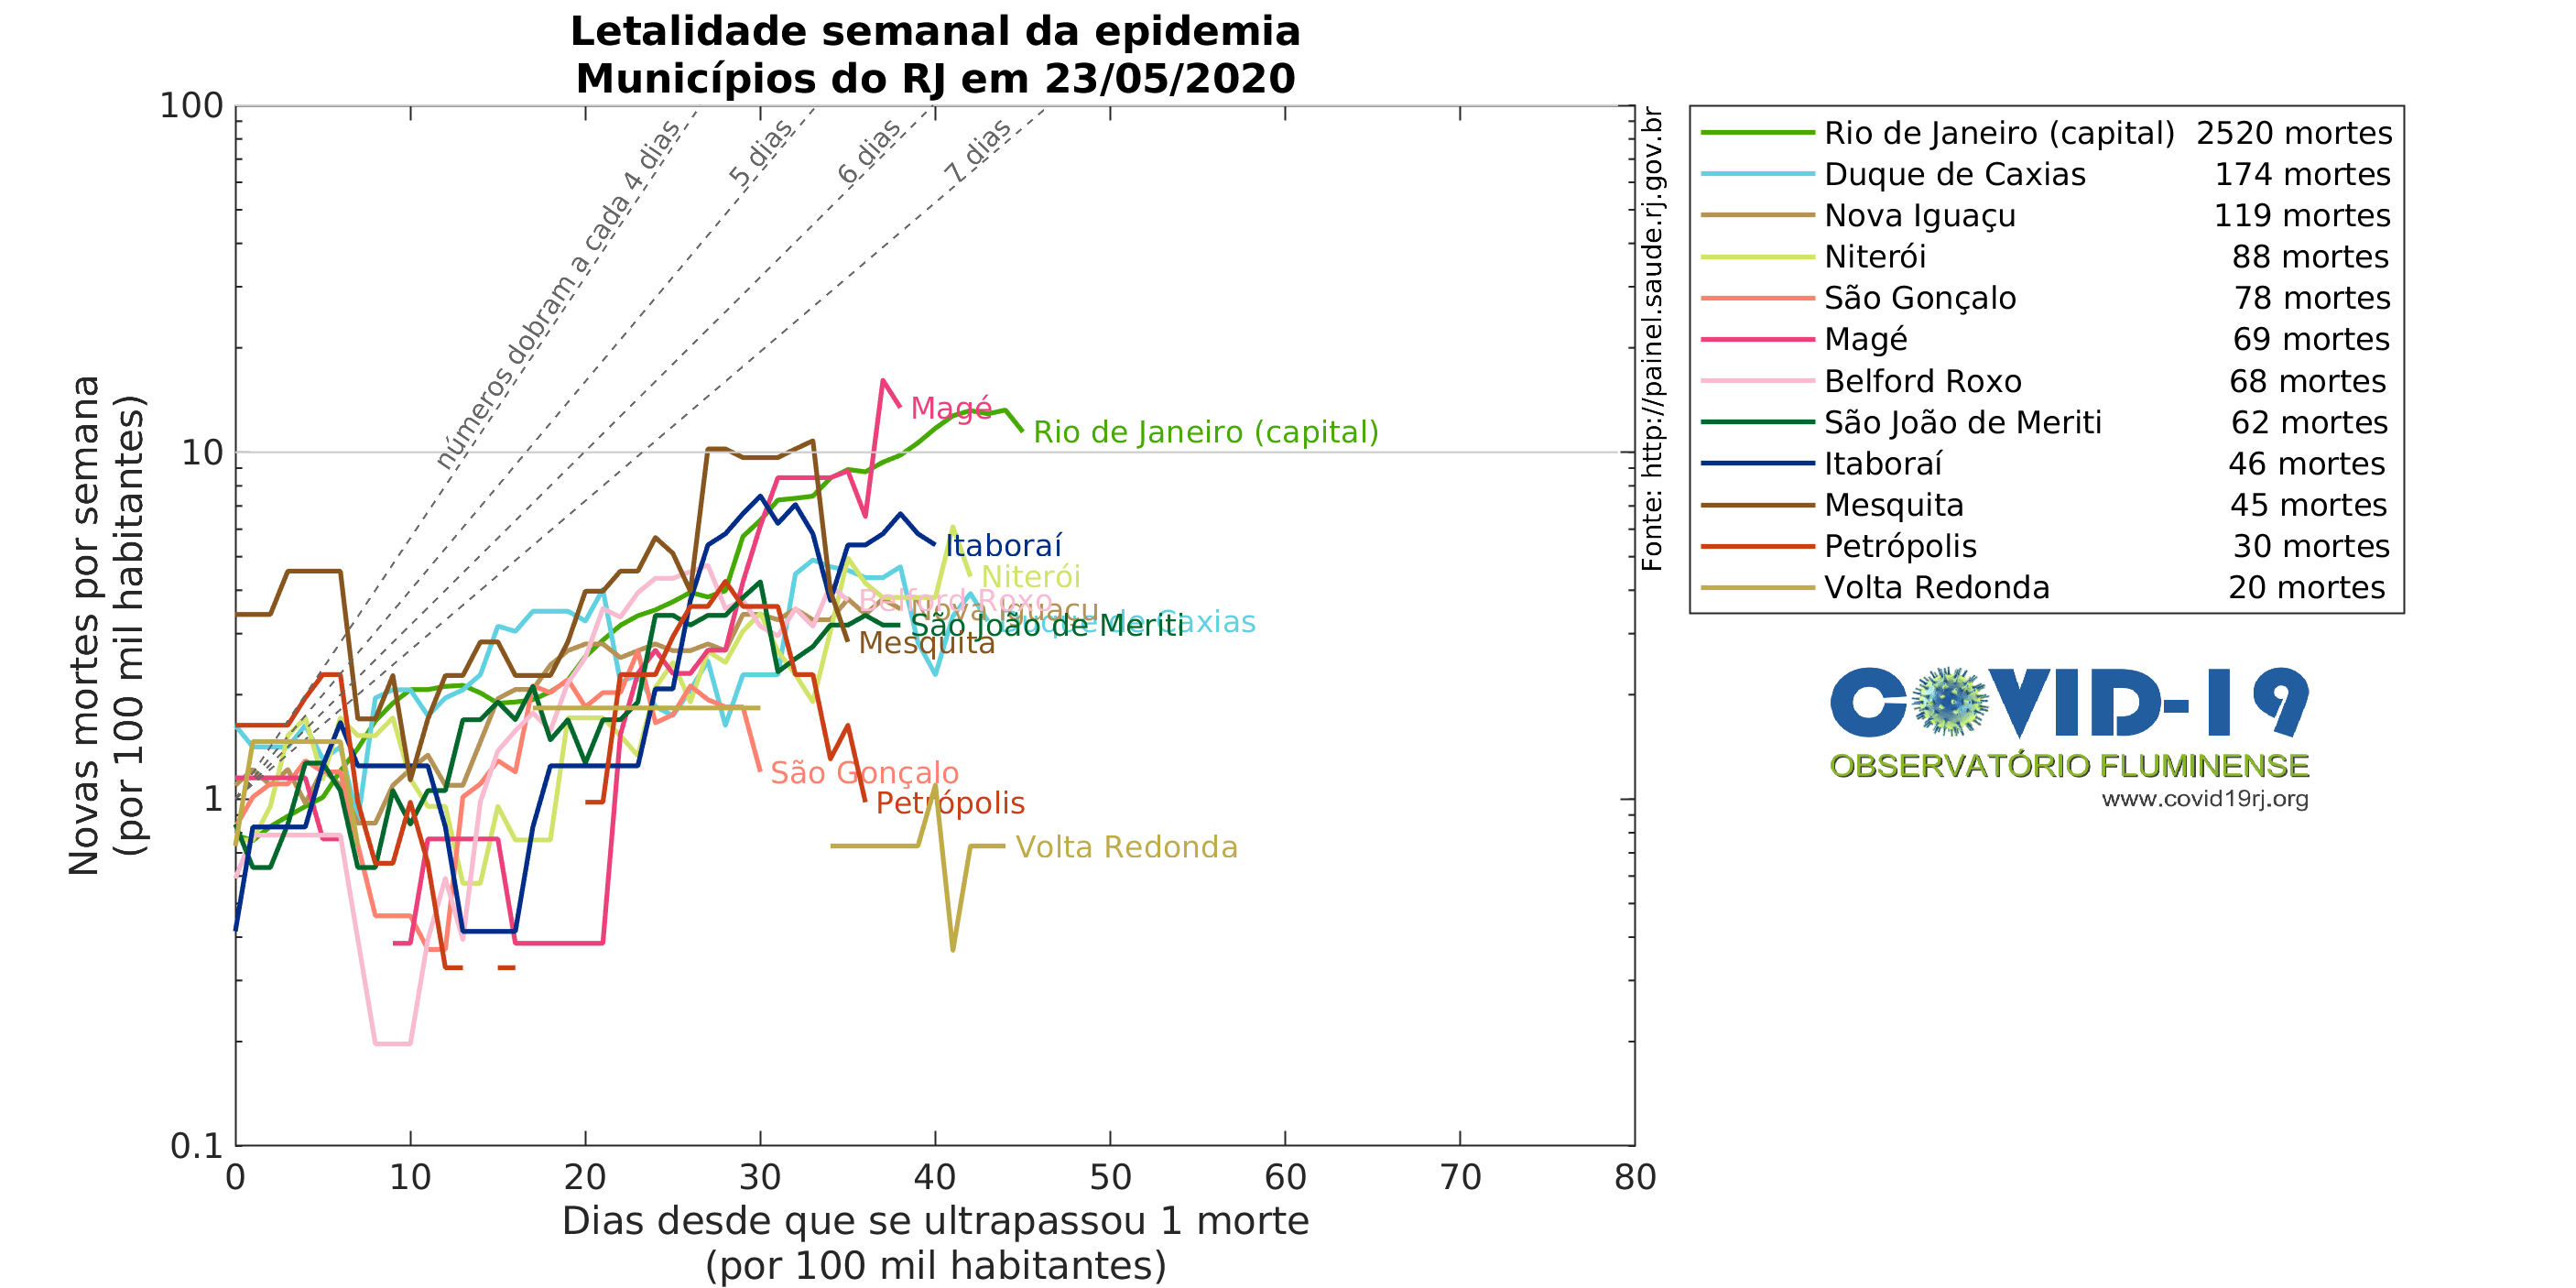 Letalidade semanal da epidemia
Municípios do RJ em 23/05/2020
Novas mortes por semana
(por 100 mil habitantes)
100
10
1
0.1
0 10 20 30 40 50 60 70 80
Dias desde que se ultrapassou 1 morte
(por 100 mil habitantes)
números dobram a cada 4 dias
5 dias
6 dias
7 dias
Magé
Rio de Janeiro (capital)
Itaboraí
Niterói
Belford Roxo
Nova Iguaçu
Duque de Caxias
São João de Meriti
Mesquita
São Gonçalo
Petrópolis
Volta Redonda
Fonte: http://painel.saude.rj.gov.br
Rio de Janeiro (capital) 2520 mortes
Duque de Caxias 174 mortes
Nova Iguaçu 119 mortes
Niterói 88 mortes
São Gonçalo 78 mortes
Magé 69 mortes
Belford Roxo 68 mortes
São João de Meriti 62 mortes
Itaboraí 46 mortes
Mesquita 45 mortes
Petrópolis 30 mortes
Volta Redonda 20 mortes
COVID-19
OBSERVATÓRIO FLUMINENSE
www.covid19rj.org